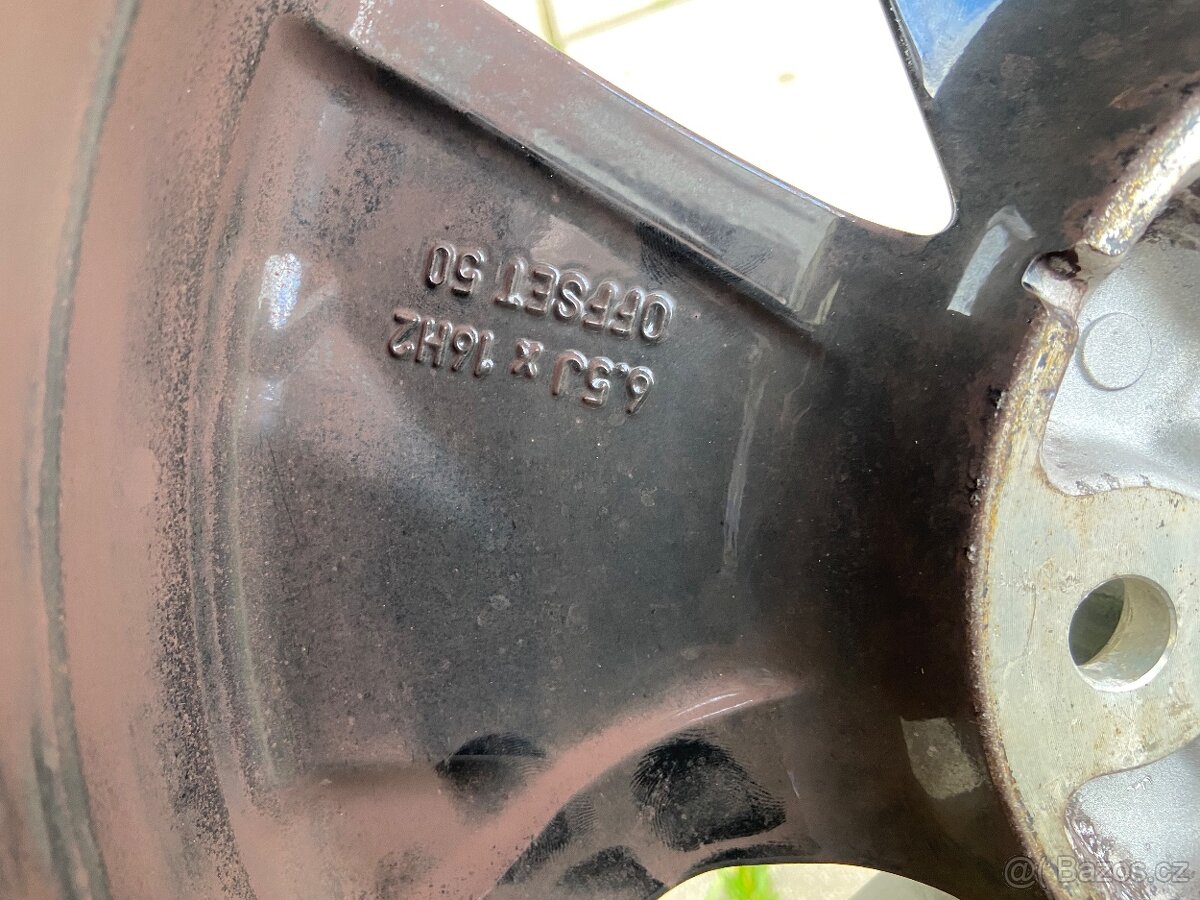 6.5J x 16H2
OFFSET 50
Bazos.cz